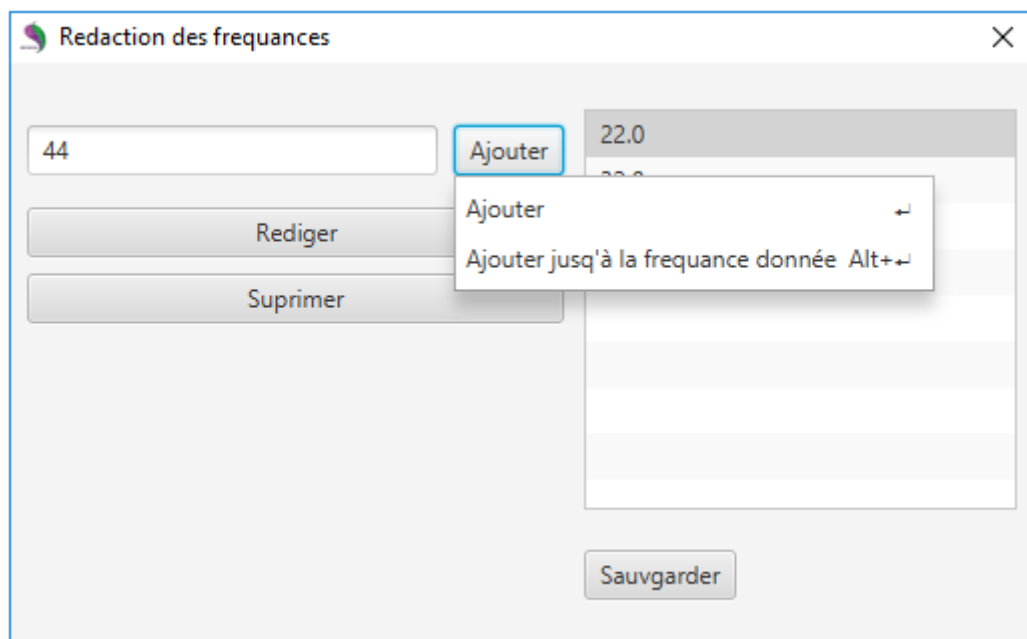 Redaction des frequances
44
Ajouter
22.0
Ajouter ↵
Ajouter jusq'à la frequance donnée Alt+↵
Rediger
Suprimer
Sauvgarder